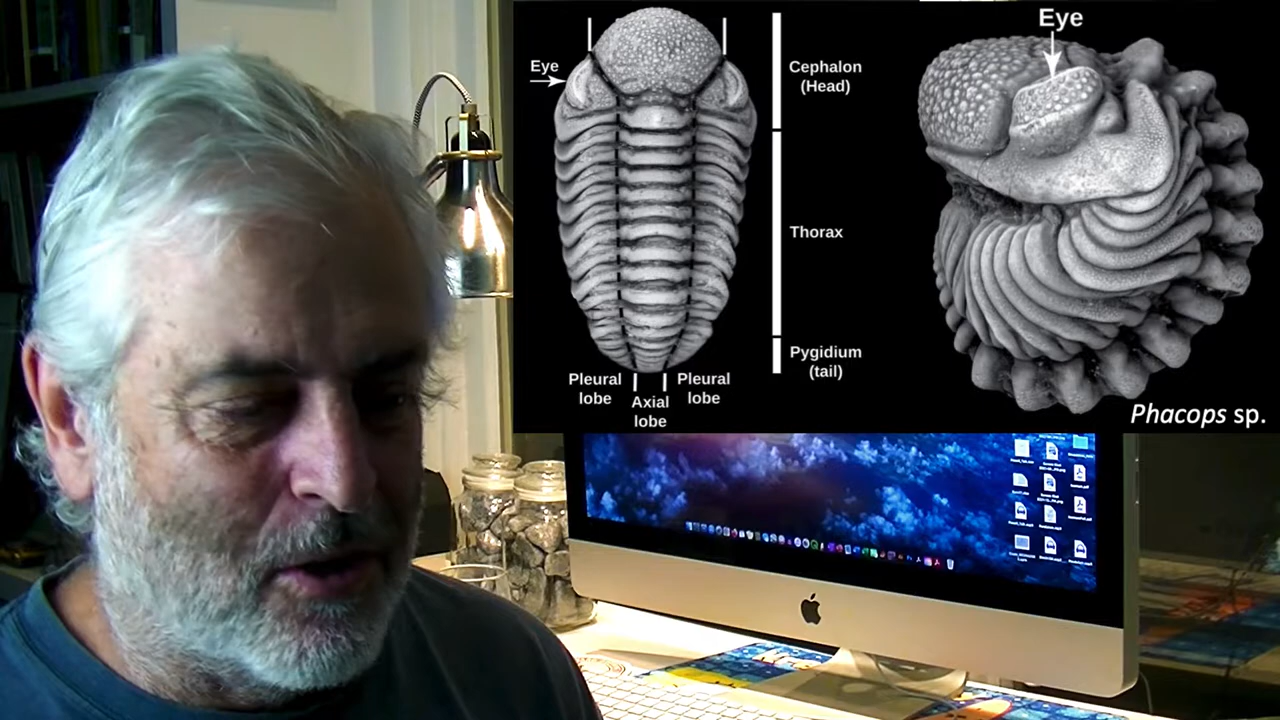 Eye
Cephalon
(Head)
Thorax
Pygidium
(tail)
Pleural
lobe
Axial
lobe
Pleural
lobe
Eye
Phacops sp.